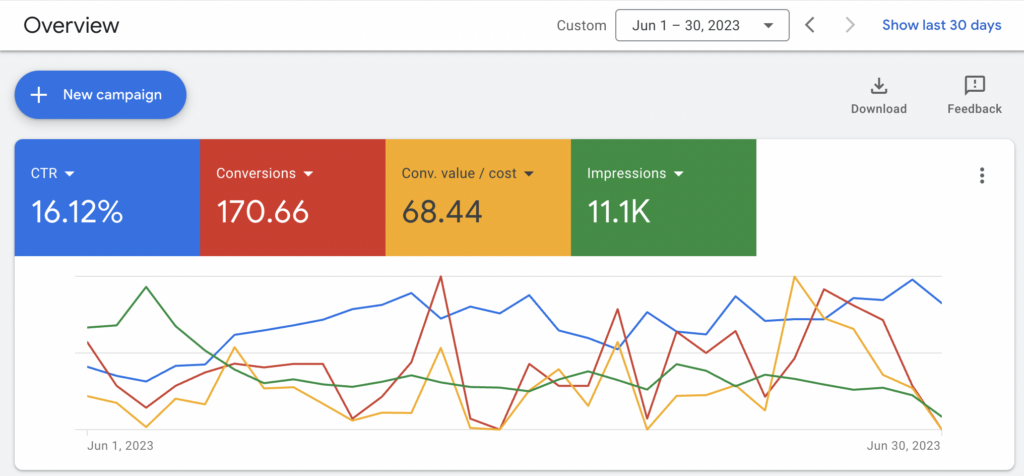 Overview
Custom Jun 1 – 30, 2023 Show last 30 days
New campaign
Download Feedback
CTR Conversions Conv. value / cost Impressions
16.12% 170.66 68.44 11.1K
Jun 1, 2023 Jun 30, 2023